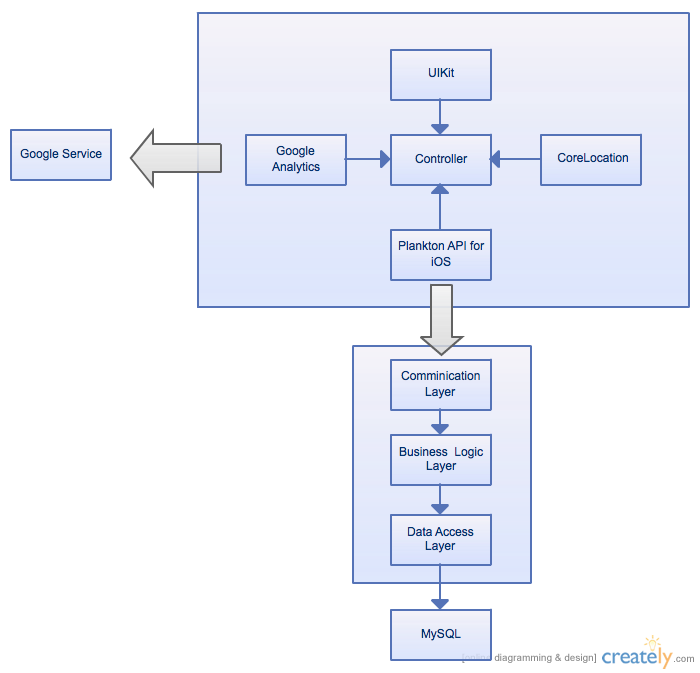 UIKit
Google Service
Google
Analytics
Controller
CoreLocation
Plankton API for
iOS
Comminication
Layer
Business Logic
Layer
Data Access
Layer
MySQL
diagramming & design]
creately.com